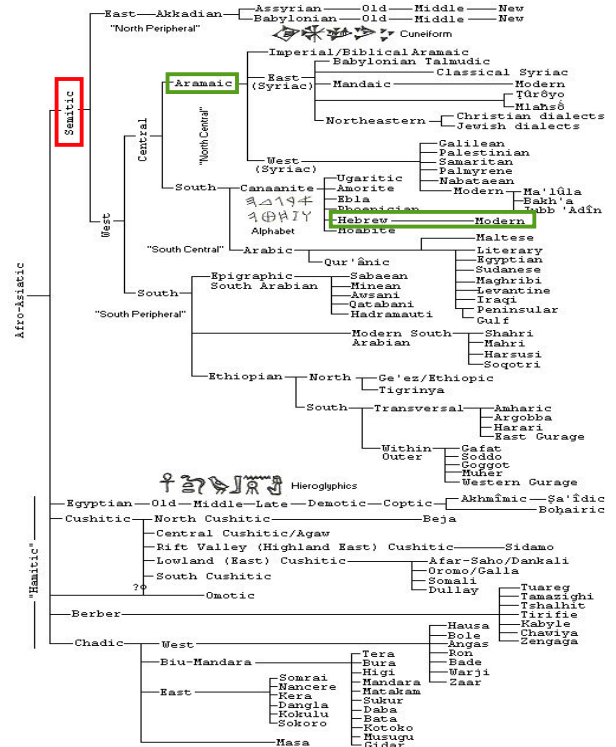 East Akkadian Assyrian Old Middle New
Babylonian Old Middle New
"North Peripheral"
Cuneiform
Imperial/Biblical Aramaic
Babylonian Talmudic
Aramaic East Classical Syriac
(Syriac) Mandaic Modern
Ṭûrôyo
Northeastern Christian dialects
Jewish dialects
Semitic
Central
"North Central"
West Galilean
(Syriac) Palestinian
Samaritan
Palmyrene
Nabataean
Modern Ma'lûla
Bakh'a
Jubb 'Adîn
South Canaanite Ugaritic
Amorite
Ebla
Phoenician
Hebrew Modern
Moabite
Alphabet
West
"South Central" Arabic Maltese
Qur'ânic Literary
Egyptian
Sudanese
Maghribi
Levantine
Iraqi
Peninsular
Gulf
South Epigraphic Sabaean
South Arabian Minean
Awsani
Qatabani
Hadramauti
"South Peripheral"
Modern South Shahri
Arabian Mahri
Harsusi
Soqotri
Afro-Asiatic
Ethiopian North Ge'ez/Ethiopic
Tigrinya
South Transversal Amharic
Argobba
Harari
East Gurage
Within Gafat
Outer Soddo
Goggot
Muher
Western Gurage
Hieroglyphics
"Hamitic"
Egyptian Old Middle Late Demotic Coptic Akhmîmic Ṣa'îdic
Boḥairic
Cushitic North Cushitic Beja
Central Cushitic/Agaw
Rift Valley (Highland East) Cushitic Sidamo
Lowland (East) Cushitic Afar-Saho/Dankali
South Cushitic Oromo/Galla
Somali
Dullay
? Omotic
Berber Tuareg
Tamazighi
Tshalhit
Tirifie
Kabyle
Chawiya
Zengaga
Chadic West Hausa
Bole
Angas
Ron
Bade
Warji
Zaar
Biu-Mandara Tera
Bura
Higi
Mandara
Matakam
Sukur
Daba
Bata
Kotoko
Musugu
Gidar
East Somrai
Nancere
Kera
Dangla
Kokulu
Sokoro
Masa